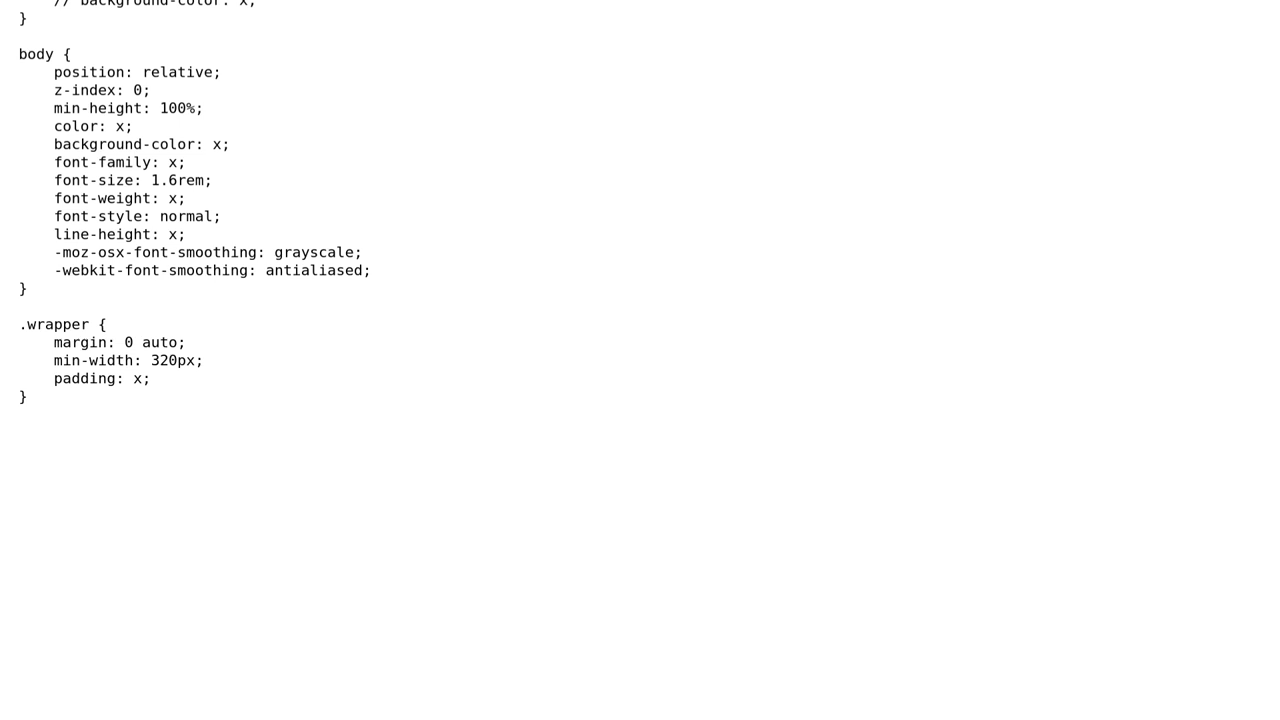 // background-color: x;
}

body {
    position: relative;
    z-index: 0;
    min-height: 100%;
    color: x;
    background-color: x;
    font-family: x;
    font-size: 1.6rem;
    font-weight: x;
    font-style: normal;
    line-height: x;
    -moz-osx-font-smoothing: grayscale;
    -webkit-font-smoothing: antialiased;
}

.wrapper {
    margin: 0 auto;
    min-width: 320px;
    padding: x;
}